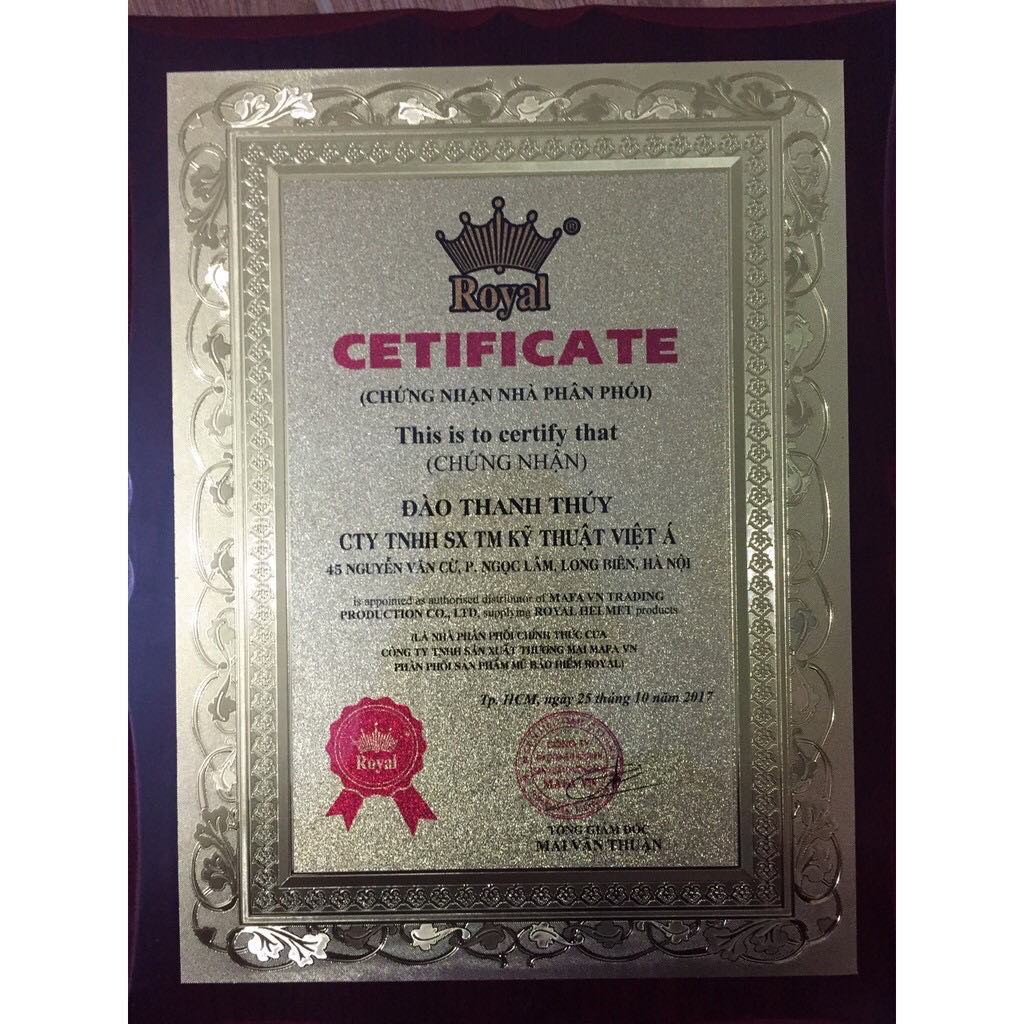 ®
Royal
CETIFICATE
(CHỨNG NHẬN NHÀ PHÂN PHỐI)
This is to certify that
(CHỨNG NHẬN)
ĐÀO THANH THÚY
CTY TNHH SX TM KỸ THUẬT VIỆT Á
45 NGUYỄN VĂN CỪ, P. NGỌC LÂM, LONG BIÊN, HÀ NỘI
is appointed as authorised distributor of MAFA VN TRADING
PRODUCTION CO., LTD, supplying ROYAL HELMET products
(LÀ NHÀ PHÂN PHỐI CHÍNH THỨC CỦA
CÔNG TY TNHH SẢN XUẤT THƯƠNG MẠI MAFA VN
PHÂN PHỐI SẢN PHẨM MŨ BẢO HIỂM ROYAL)
Tp. HCM, ngày 25 tháng 10 năm 2017
Royal
CÔNG TY
TỔNG GIÁM ĐỐC
MAI VĂN THUẬN